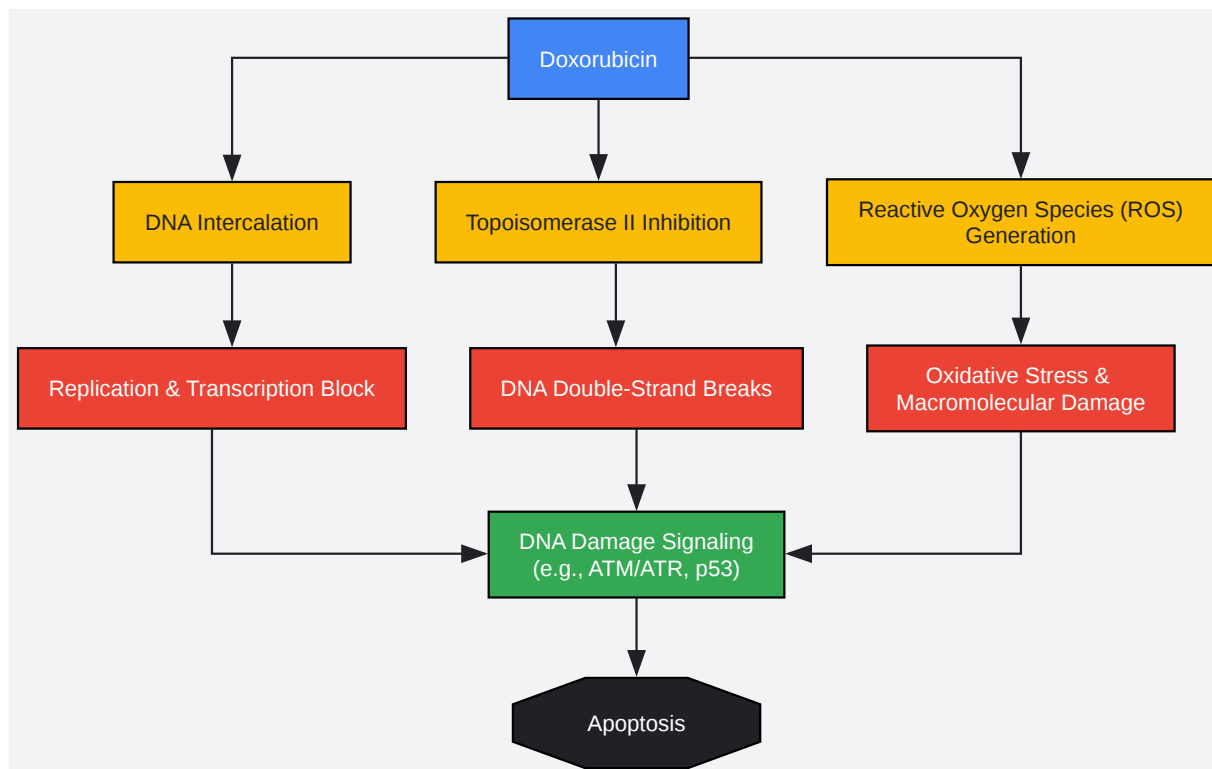 Doxorubicin
DNA Intercalation
Topoisomerase II Inhibition
Reactive Oxygen Species (ROS)
Generation
Replication & Transcription Block
DNA Double-Strand Breaks
Oxidative Stress &
Macromolecular Damage
DNA Damage Signaling
(e.g., ATM/ATR, p53)
Apoptosis